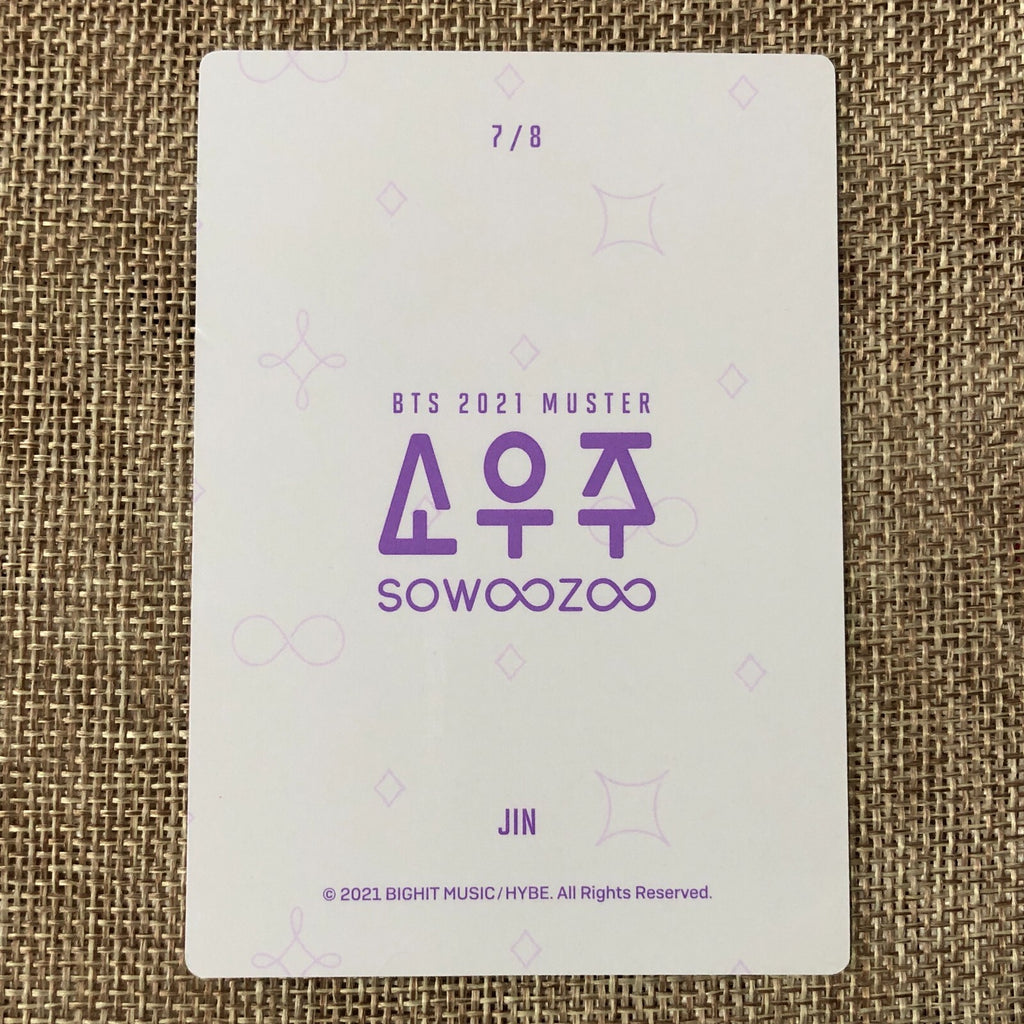 7/8
BTS 2021 MUSTER
소우주
SOWOOZOO
JIN
© 2021 BIGHIT MUSIC/HYBE. All Rights Reserved.